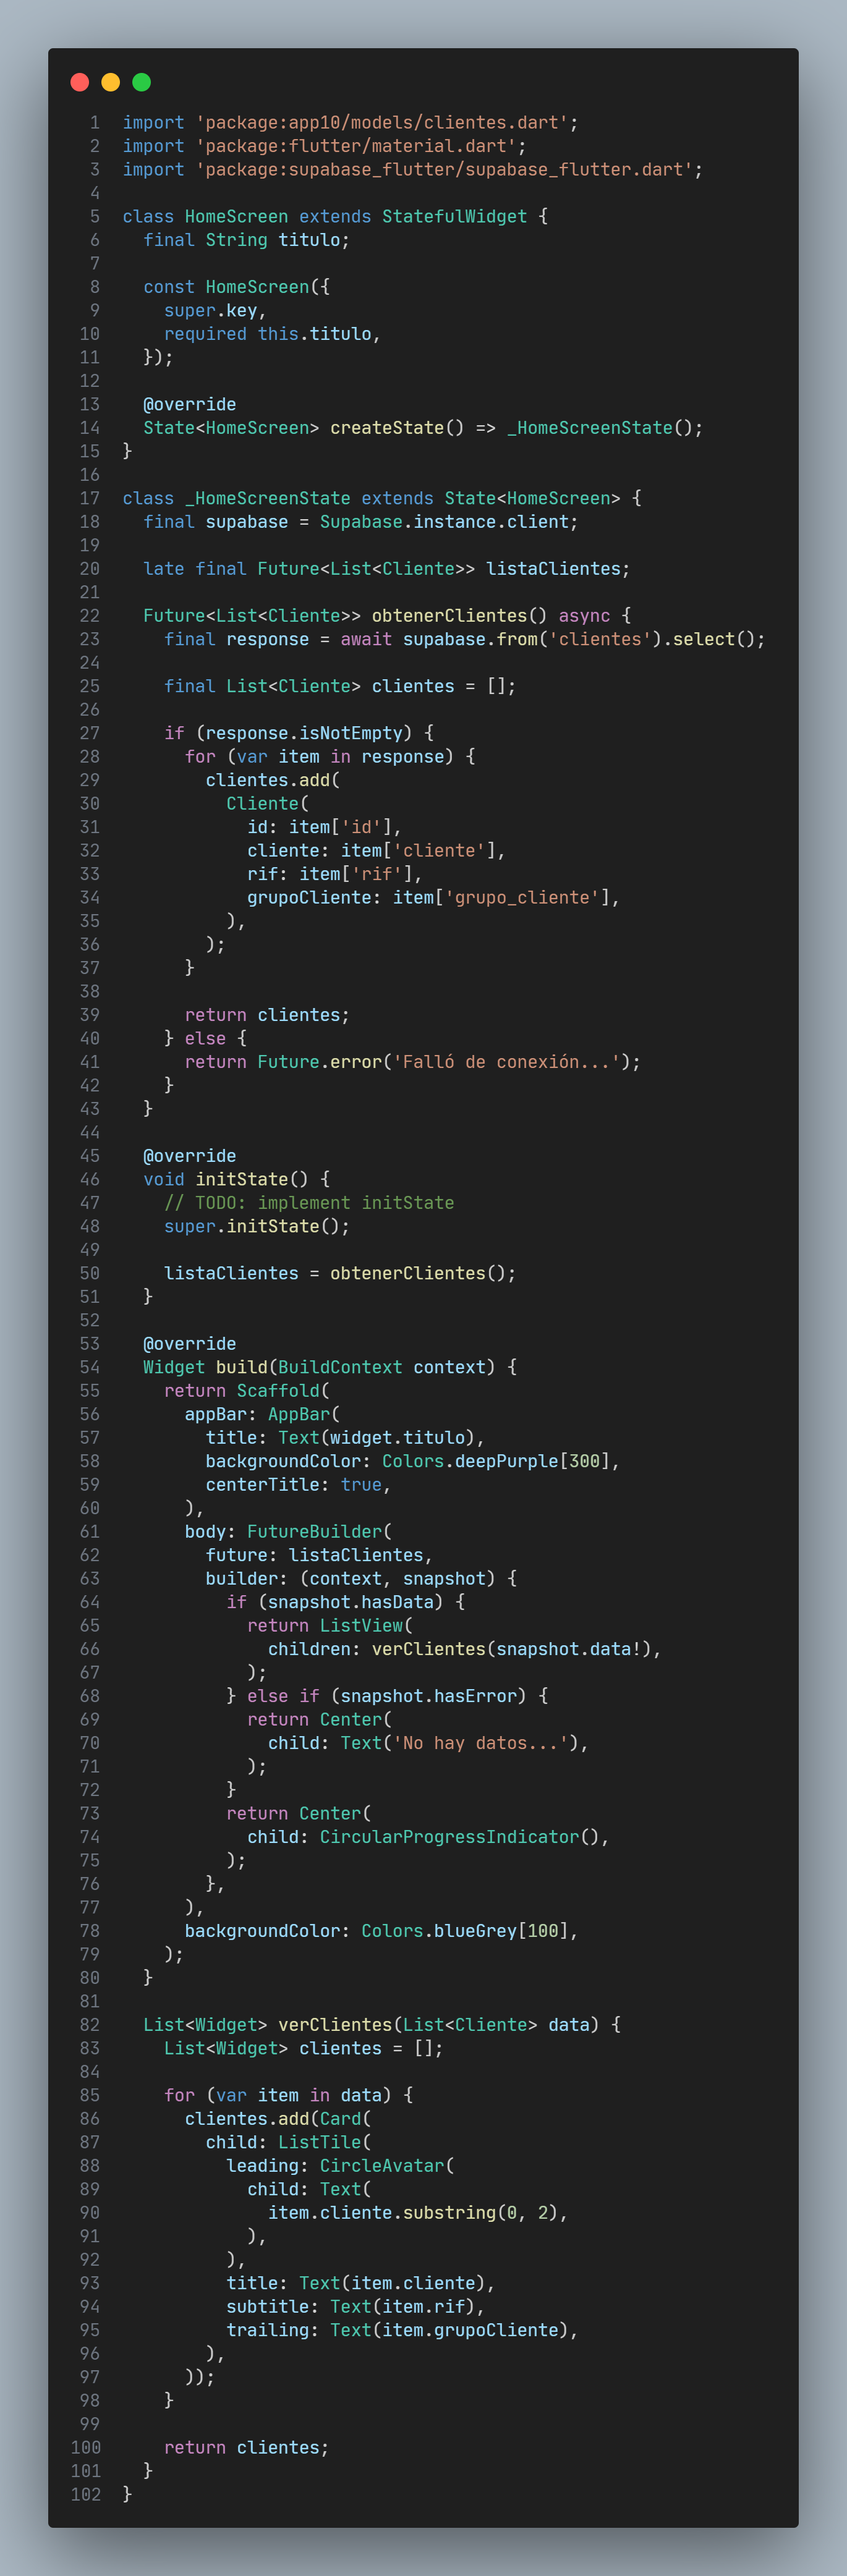 1 import 'package:app10/models/clientes.dart';
2 import 'package:flutter/material.dart';
3 import 'package:supabase_flutter/supabase_flutter.dart';
4
5 class HomeScreen extends StatefulWidget {
6   final String titulo;
7
8   const HomeScreen({
9     super.key,
10     required this.titulo,
11   });
12
13   @override
14   State<HomeScreen> createState() => _HomeScreenState();
15 }
16
17 class _HomeScreenState extends State<HomeScreen> {
18   final supabase = Supabase.instance.client;
19
20   late final Future<List<Cliente>> listaClientes;
21
22   Future<List<Cliente>> obtenerClientes() async {
23     final response = await supabase.from('clientes').select();
24
25     final List<Cliente> clientes = [];
26
27     if (response.isNotEmpty) {
28       for (var item in response) {
29         clientes.add(
30           Cliente(
31             id: item['id'],
32             cliente: item['cliente'],
33             rif: item['rif'],
34             grupoCliente: item['grupo_cliente'],
35           ),
36         );
37       }
38
39       return clientes;
40     } else {
41       return Future.error('Falló de conexión...');
42     }
43   }
44
45   @override
46   void initState() {
47     // TODO: implement initState
48     super.initState();
49
50     listaClientes = obtenerClientes();
51   }
52
53   @override
54   Widget build(BuildContext context) {
55     return Scaffold(
56       appBar: AppBar(
57         title: Text(widget.titulo),
58         backgroundColor: Colors.deepPurple[300],
59         centerTitle: true,
60       ),
61       body: FutureBuilder(
62         future: listaClientes,
63         builder: (context, snapshot) {
64           if (snapshot.hasData) {
65             return ListView(
66               children: verClientes(snapshot.data!),
67             );
68           } else if (snapshot.hasError) {
69             return Center(
70               child: Text('No hay datos...'),
71             );
72           }
73           return Center(
74             child: CircularProgressIndicator(),
75           );
76         },
77       ),
78       backgroundColor: Colors.blueGrey[100],
79     );
80   }
81
82   List<Widget> verClientes(List<Cliente> data) {
83     List<Widget> clientes = [];
84
85     for (var item in data) {
86       clientes.add(Card(
87         child: ListTile(
88           leading: CircleAvatar(
89             child: Text(
90               item.cliente.substring(0, 2),
91             ),
92           ),
93           title: Text(item.cliente),
94           subtitle: Text(item.rif),
95           trailing: Text(item.grupoCliente),
96         ),
97       ));
98     }
99
100     return clientes;
101   }
102 }